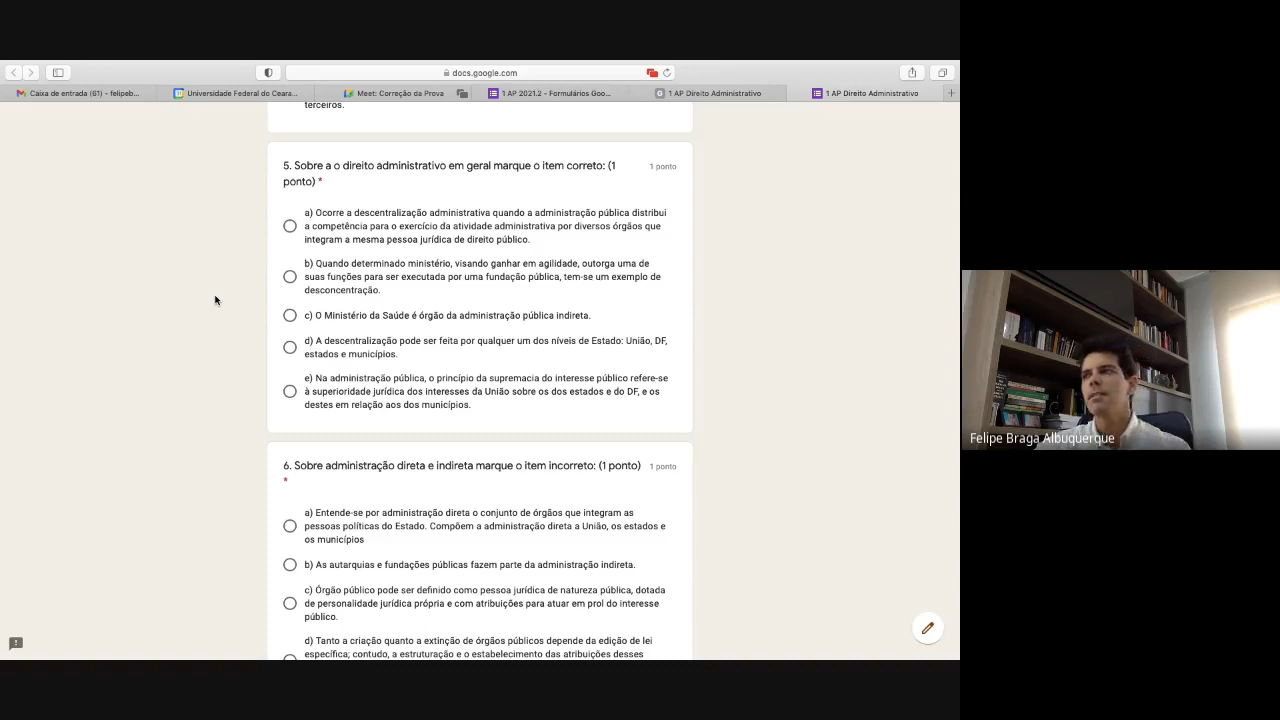 docs.google.com
Caixa de entrada (61) - felipeb...
Universidade Federal do Ceara...
Meet: Correção da Prova
1 AP 2021.2 - Formulários Goo...
1 AP Direito Administrativo
1 AP Direito Administrativo
terceiros.
5. Sobre a o direito administrativo em geral marque o item correto: (1
ponto) *
1 ponto
a) Ocorre a descentralização administrativa quando a administração pública distribui
a competência para o exercício da atividade administrativa por diversos órgãos que
integram a mesma pessoa jurídica de direito público.
b) Quando determinado ministério, visando ganhar em agilidade, outorga uma de
suas funções para ser executada por uma fundação pública, tem-se um exemplo de
desconcentração.
c) O Ministério da Saúde é órgão da administração pública indireta.
d) A descentralização pode ser feita por qualquer um dos níveis de Estado: União, DF,
estados e municípios.
e) Na administração pública, o princípio da supremacia do interesse público refere-se
à superioridade jurídica dos interesses da União sobre os dos estados e do DF, e os
destes em relação aos dos municípios.
6. Sobre administração direta e indireta marque o item incorreto: (1 ponto)
*
1 ponto
a) Entende-se por administração direta o conjunto de órgãos que integram as
pessoas políticas do Estado. Compõem a administração direta a União, os estados e
os municípios
b) As autarquias e fundações públicas fazem parte da administração indireta.
c) Órgão público pode ser definido como pessoa jurídica de natureza pública, dotada
de personalidade jurídica própria e com atribuições para atuar em prol do interesse
público.
d) Tanto a criação quanto a extinção de órgãos públicos depende da edição de lei
específica; contudo, a estruturação e o estabelecimento das atribuições desses
Felipe Braga Albuquerque